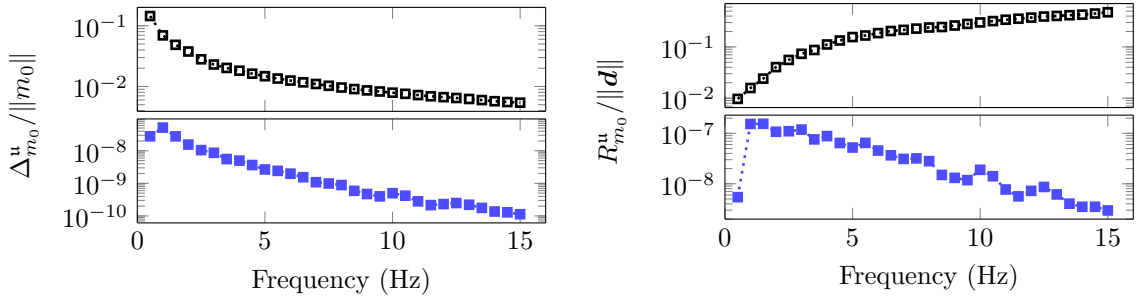 10^{-1}
10^{-2}
10^{-8}
10^{-9}
10^{-10}
0 5 10 15
Frequency (Hz)
Δ^{u}_{m_0}/||m_0||
10^{-1}
10^{-2}
10^{-7}
10^{-8}
0 5 10 15
Frequency (Hz)
R^{u}_{m_0}/||d||